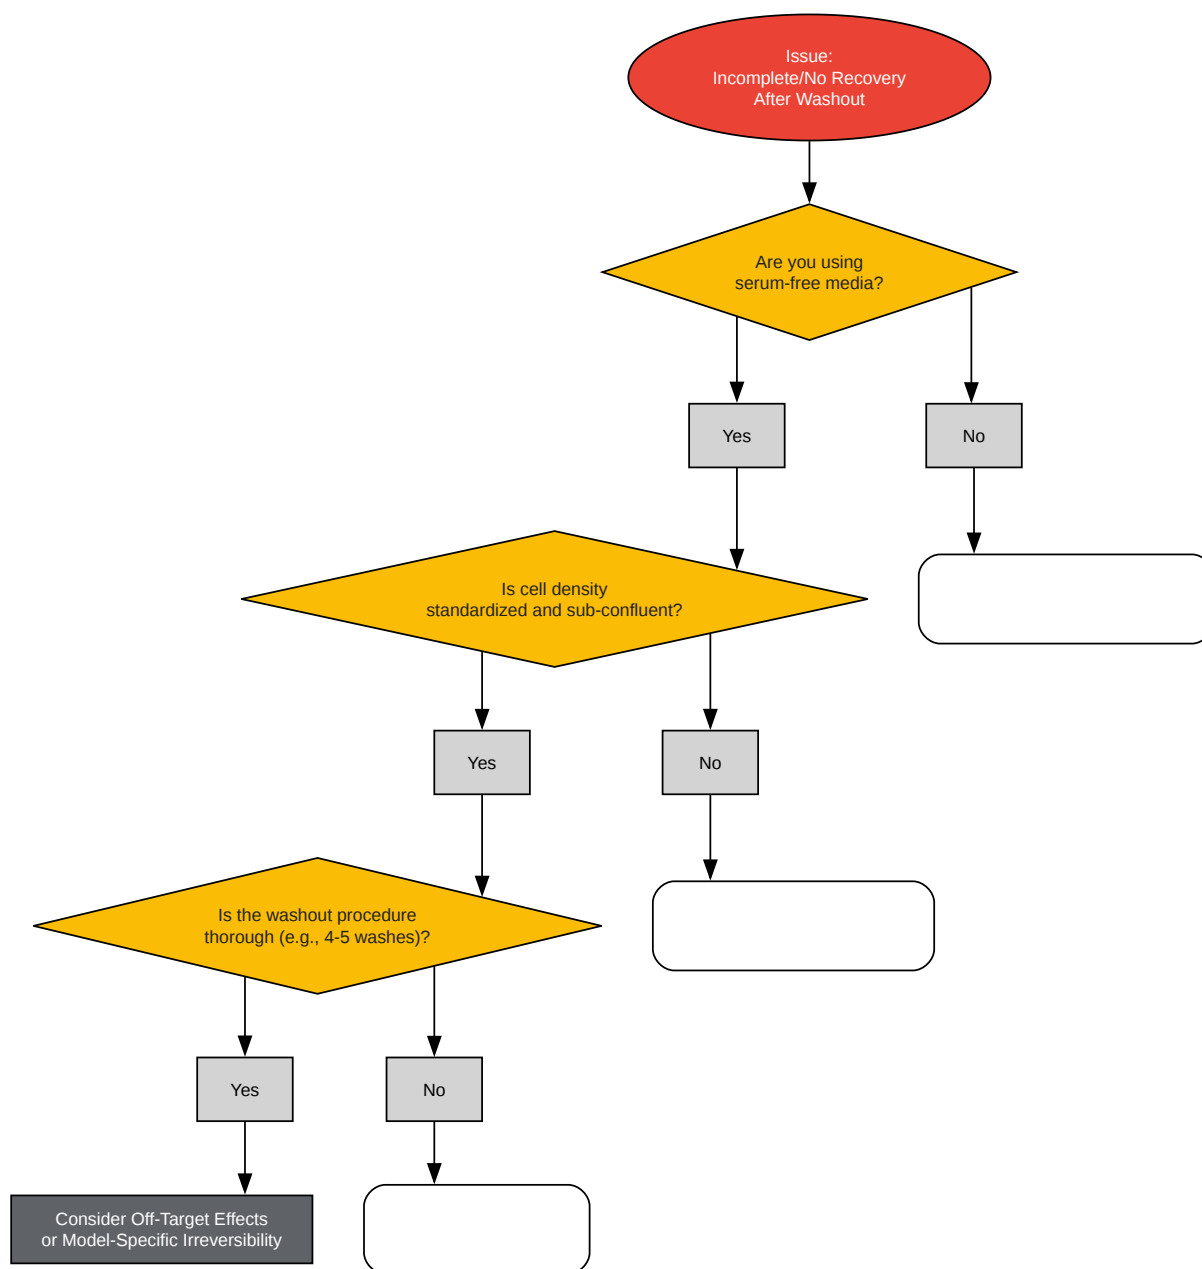 Issue:
Incomplete/No Recovery
After Washout
Are you using
serum-free media?
Yes
No
Is cell density
standardized and sub-confluent?
Yes
No
Is the washout procedure
thorough (e.g., 4-5 washes)?
Yes
No
Consider Off-Target Effects
or Model-Specific Irreversibility